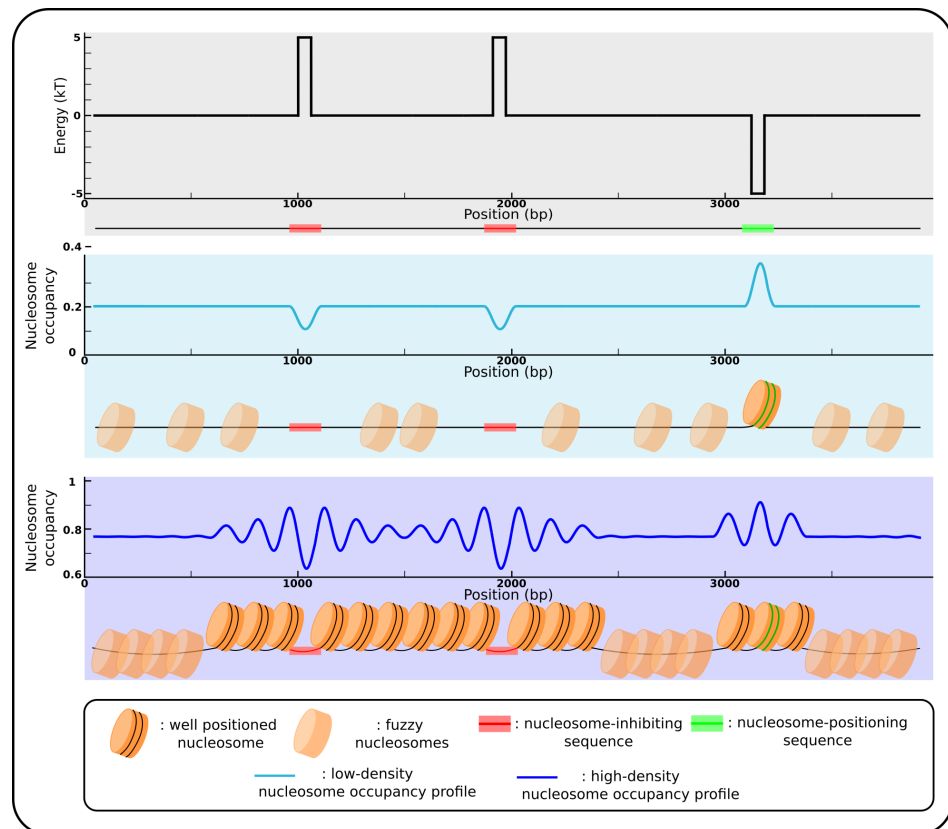 5
0
-5
Energy (kT)
0
1000
2000
3000
Position (bp)
0.4
0.2
0
Nucleosome
occupancy
0
1000
2000
3000
Position (bp)
1
0.8
0.6
Nucleosome
occupancy
0
1000
2000
3000
Position (bp)
: well positioned
nucleosome
: fuzzy
nucleosomes
: nucleosome-inhibiting
sequence
: nucleosome-positioning
sequence
: low-density
nucleosome occupancy profile
: high-density
nucleosome occupancy profile